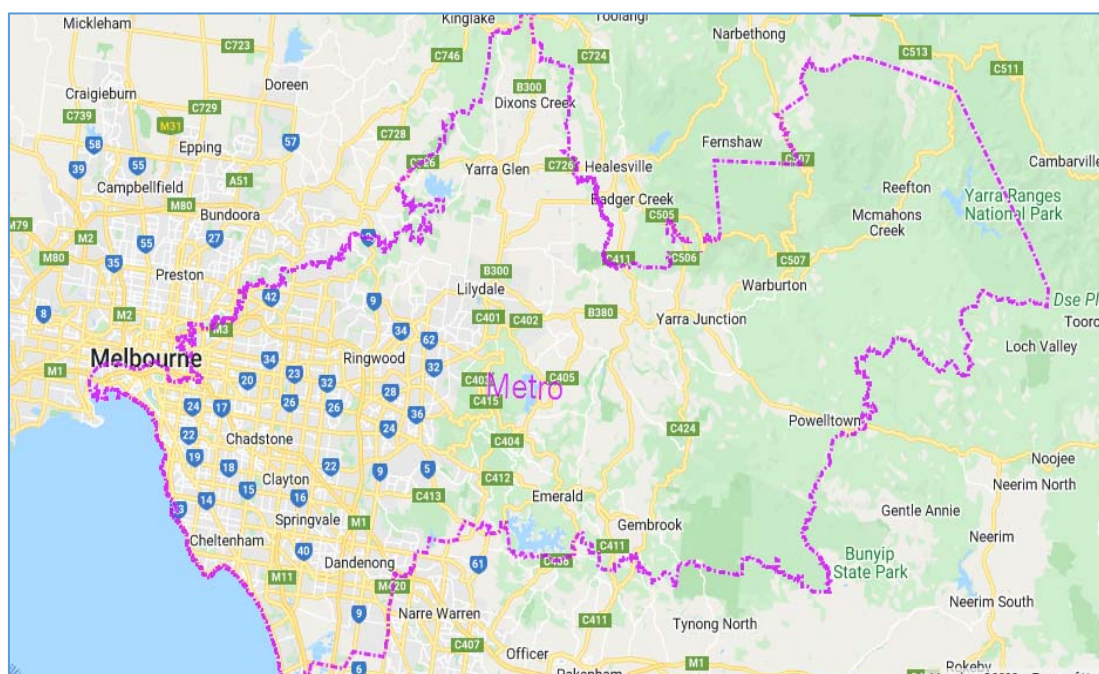 Kinglake
Toolangi
Mickleham
C723
C746
C724
Narbethong
C513
C511
Doreen
B300
Craigieburn
C729
Dixons Creek
C739
M31
C728
57
Epping
58
55
Fernshaw
39
C726
C726
Healesville
C507
Cambarville
Campbellfield
A51
Yarra Glen
Reefton
M80
Badger Creek
Yarra Ranges
National Park
Bundoora
C505
Mcmahons
Creek
M79
M2
55
27
M80
35
C411
C506
C507
Preston
B300
Warburton
Lilydale
42
9
8
M2
C401
C402
B380
Yarra Junction
M3
34
62
Loch Valley
Melbourne
34
Ringwood
32
M1
20
23
32
28
C403
Metro
C405
24
17
26
26
36
C415
Powelltown
22
Chadstone
24
C404
C424
19
18
22
9
5
Noojee
Clayton
C412
14
15
16
C413
Emerald
Neerim North
Springvale
M1
Gembrook
Gentle Annie
Cheltenham
40
C411
Neerim
Dandenong
61
Bunyip
State Park
M11
M420
9
Narre Warren
C411
Neerim South
Tynong North
C407
Officer
6
M1
Rokeby